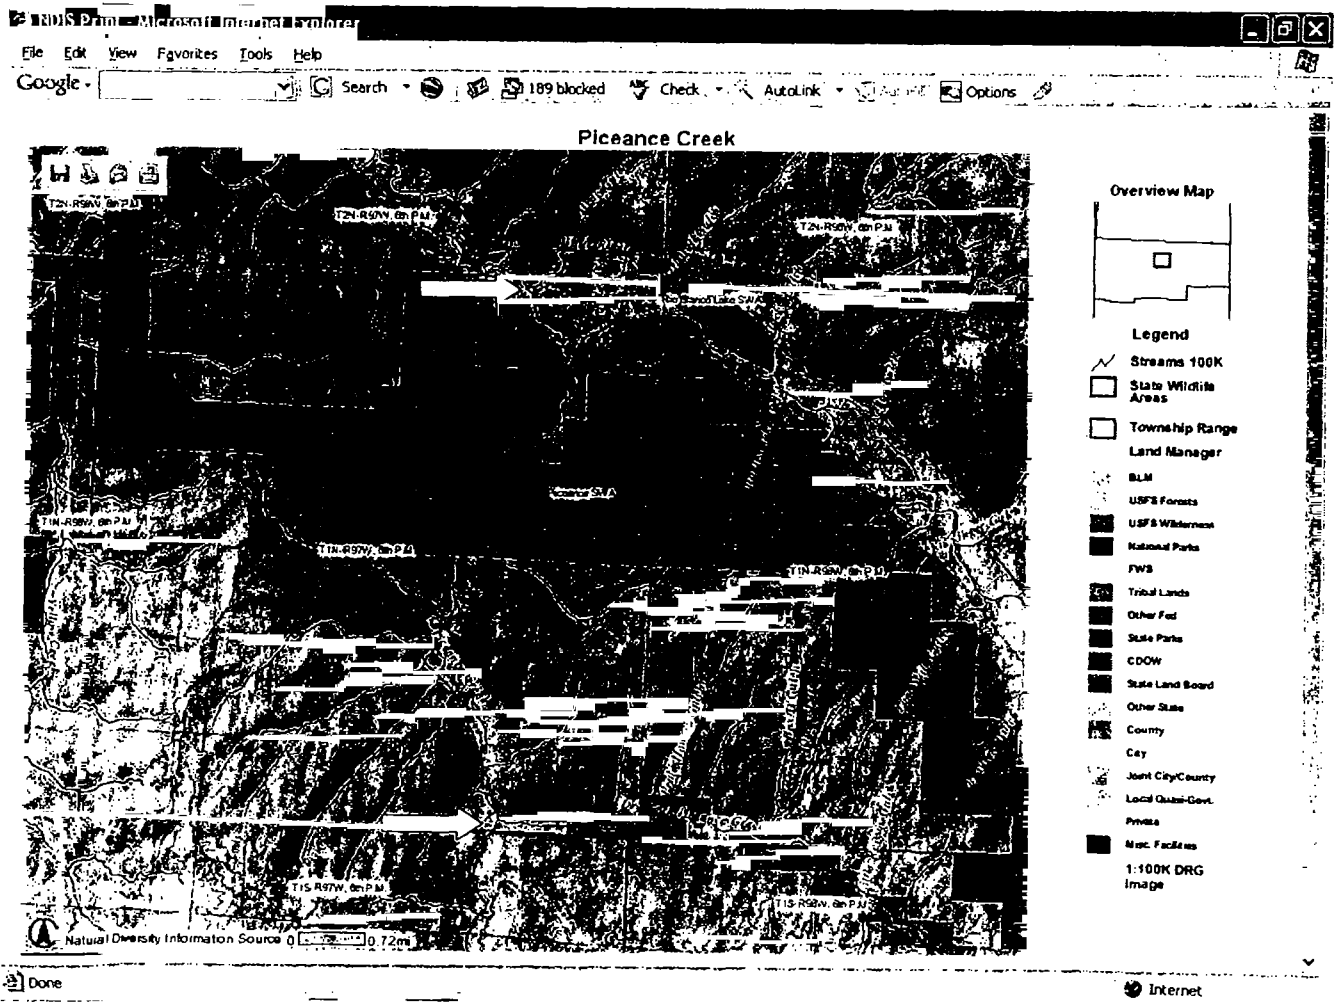 NDIS Print - Microsoft Internet Explorer
File Edit View Favorites Tools Help
Google Search 189 blocked Check AutoLink AutoFill Options
Piceance Creek
T2N-R98W, 6th P.M.
T2N-R97W, 6th P.M.
T2N-R96W, 6th P.M.
Lake SWA
T1N-R98W, 6th P.M.
T1N-R97W, 6th P.M.
T1N-R96W, 6th P.M.
T1S-R97W, 6th P.M.
T1S-R96W, 6th P.M.
Natural Diversity Information Source 0 0.72mi
Overview Map
Legend
Streams 100K
State Wildlife
Areas
Township Range
Land Manager
BLM
USFS Forests
USFS Wilderness
National Parks
FWS
Tribal Lands
Other Fed
State Parks
CDOW
State Land Board
Other State
County
City
Joint City/County
Local Quasi-Govt.
Private
Misc. Facilities
1:100K DRG
Image
Done
Internet